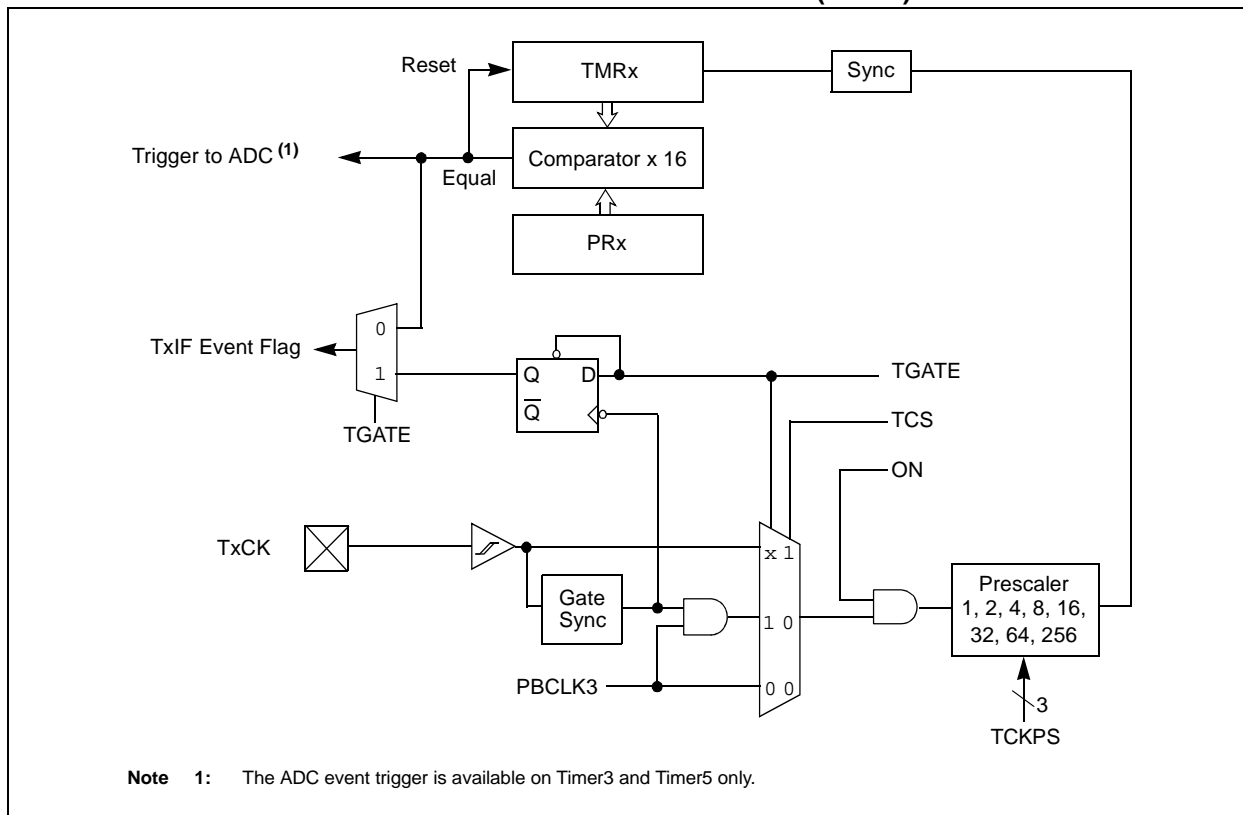 Reset
TMRx
Sync
Trigger to ADC (1)
Equal
Comparator x 16
PRx
TxIF Event Flag
0
1
TGATE
Q
D
Q
TGATE
TCS
ON
TxCK
x 1
Gate
Sync
1 0
PBCLK3
0 0
Prescaler
1, 2, 4, 8, 16,
32, 64, 256
3
TCKPS
Note 1: The ADC event trigger is available on Timer3 and Timer5 only.